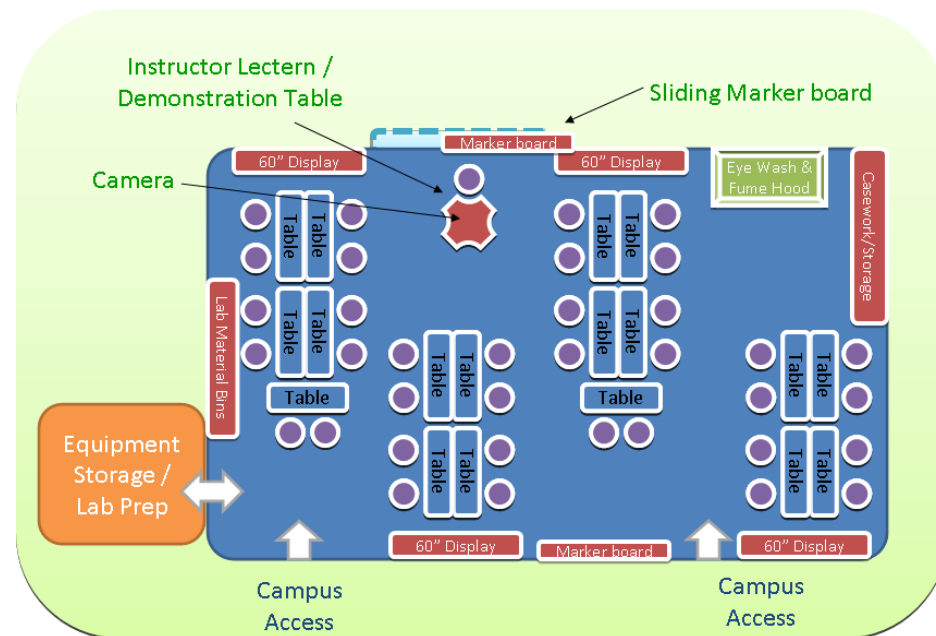 Instructor Lectern /
Demonstration Table
Sliding Marker board
Camera
60” Display
Marker board
60” Display
Eye Wash &
Fume Hood
Casework/Storage
Table
Table
Table
Table
Lab Material Bins
Table
Table
Table
Table
Table
Table
Table
Table
Table
Table
Table
Table
Table
Table
Equipment
Storage /
Lab Prep
Table
Table
Table
Table
60” Display
Marker board
60” Display
Campus
Access
Campus
Access